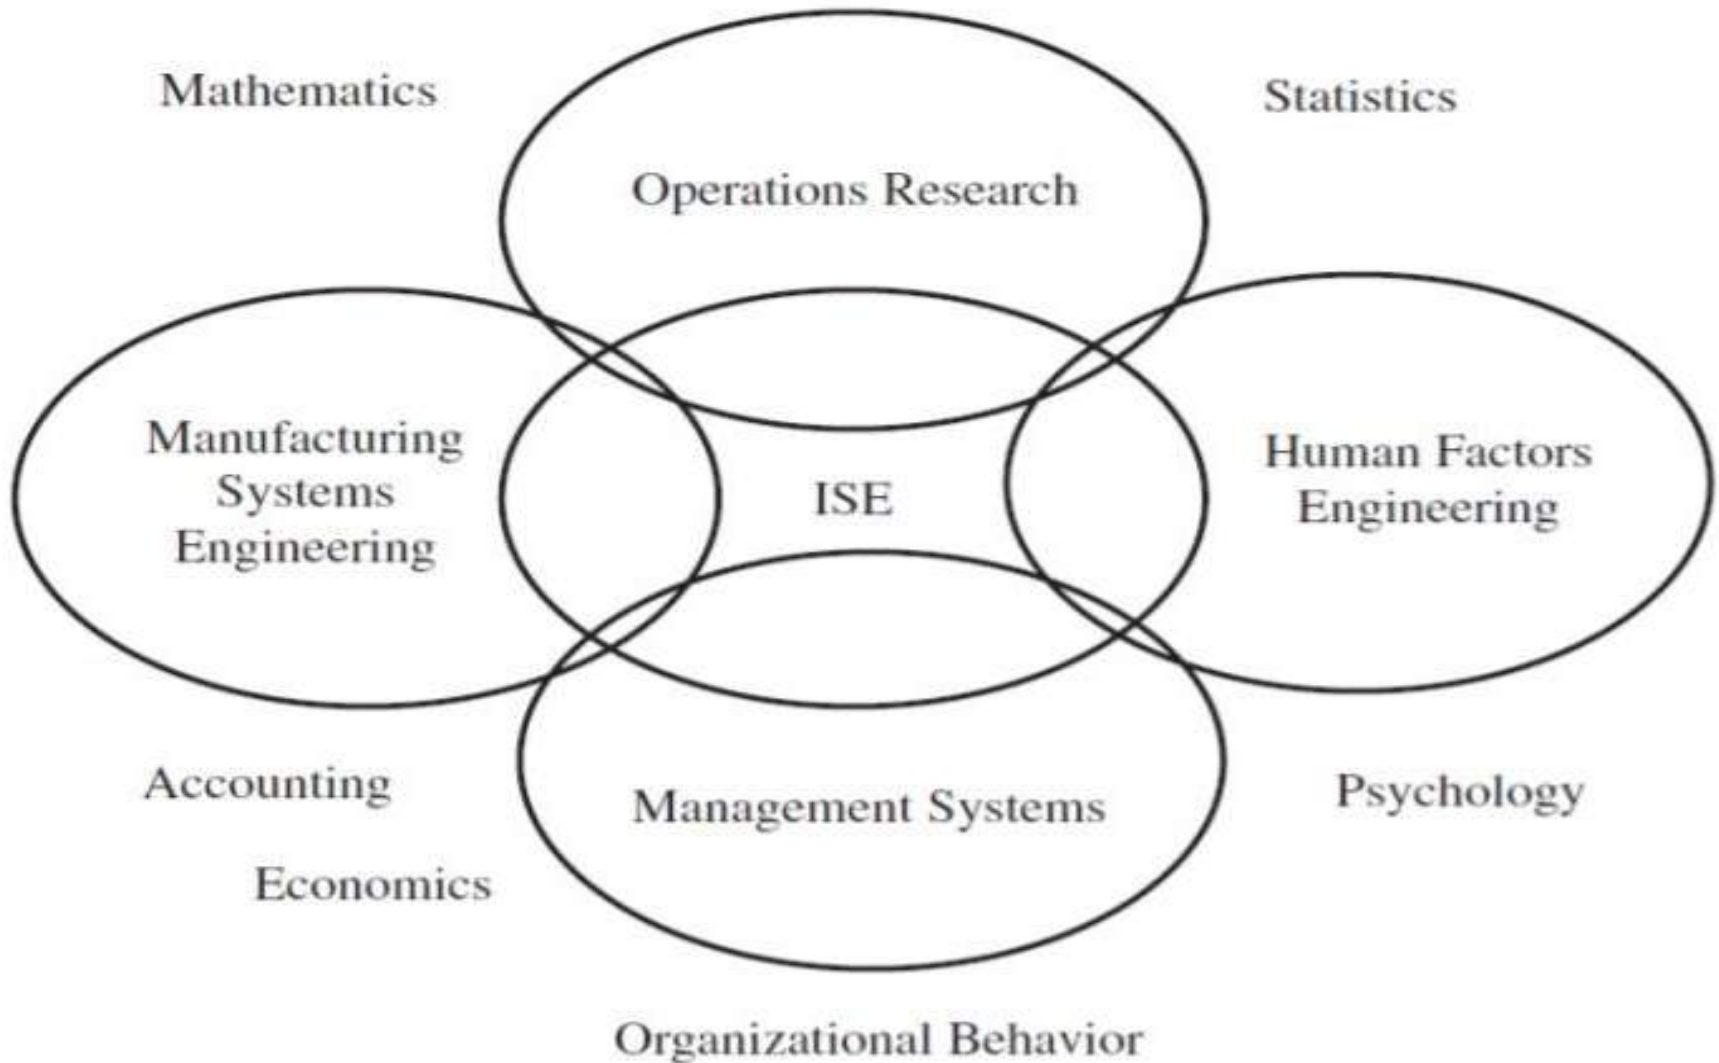 Mathematics
Statistics
Operations Research
Manufacturing
Systems
Engineering
ISE
Human Factors
Engineering
Accounting
Management Systems
Psychology
Economics
Organizational Behavior